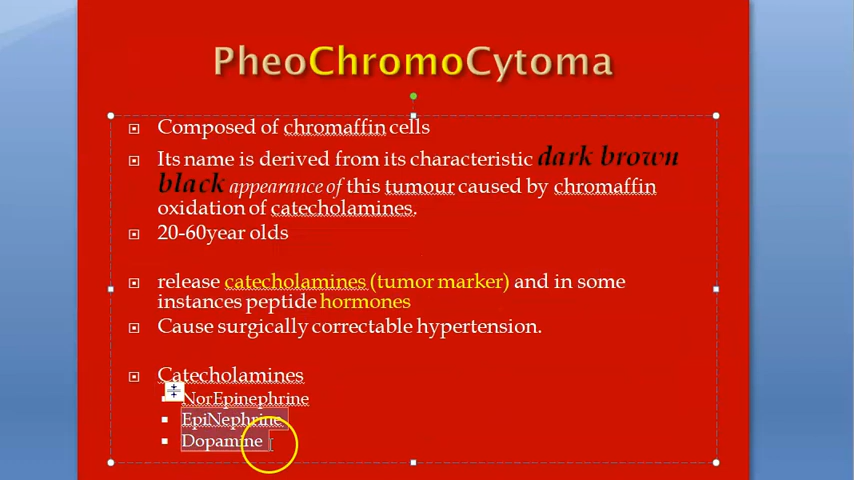 PheoChromoCytoma
Composed of chromaffin cells
Its name is derived from its characteristic dark brown
black appearance of this tumour caused by chromaffin
oxidation of catecholamines.
20-60year olds
release catecholamines (tumor marker) and in some
instances peptide hormones
Cause surgically correctable hypertension.
Catecholamines
NorEpinephrine
EpiNephrine
Dopamine